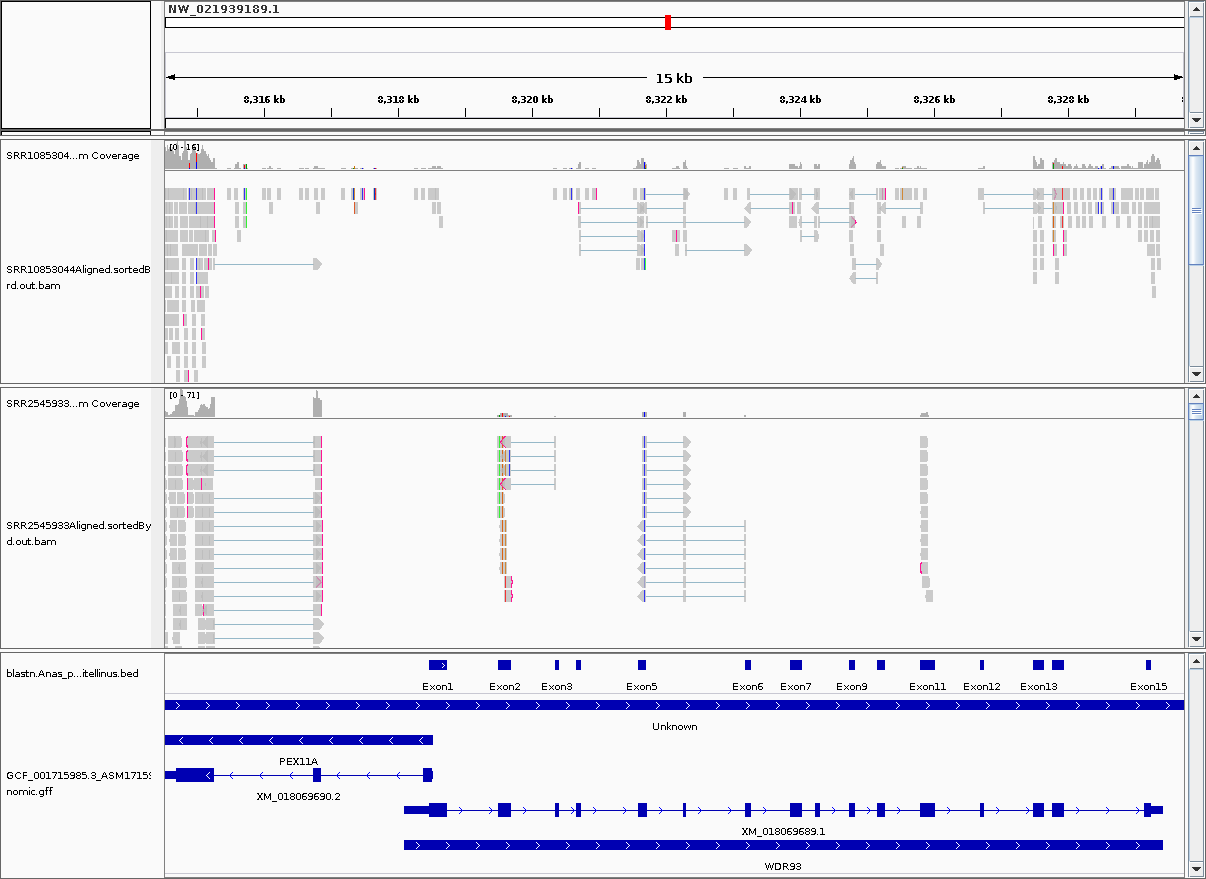 NW_021939189.1
15 kb
8,316 kb
8,318 kb
8,320 kb
8,322 kb
8,324 kb
8,326 kb
8,328 kb
SRR1085304...m Coverage
[0 - 16]
SRR10853044Aligned.sortedB
rd.out.bam
SRR2545933...m Coverage
[0 - 71]
SRR2545933Aligned.sortedBy
d.out.bam
blastn.Anas_p...itellinus.bed
Exon1 Exon2 Exon3 Exon5 Exon6 Exon7 Exon9 Exon11 Exon12 Exon13 Exon15
Unknown
PEX11A
GCF_001715985.3_ASM1715
nomic.gff
XM_018069690.2
XM_018069689.1
WDR93